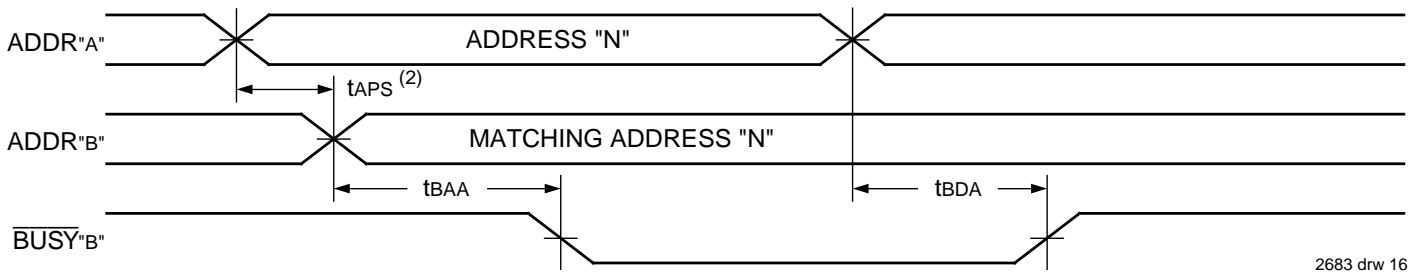 ADDR"A"
ADDRESS "N"
tAPS (2)
ADDR"B"
MATCHING ADDRESS "N"
tBAA
tBDA
BUSY"B"
2683 drw 16